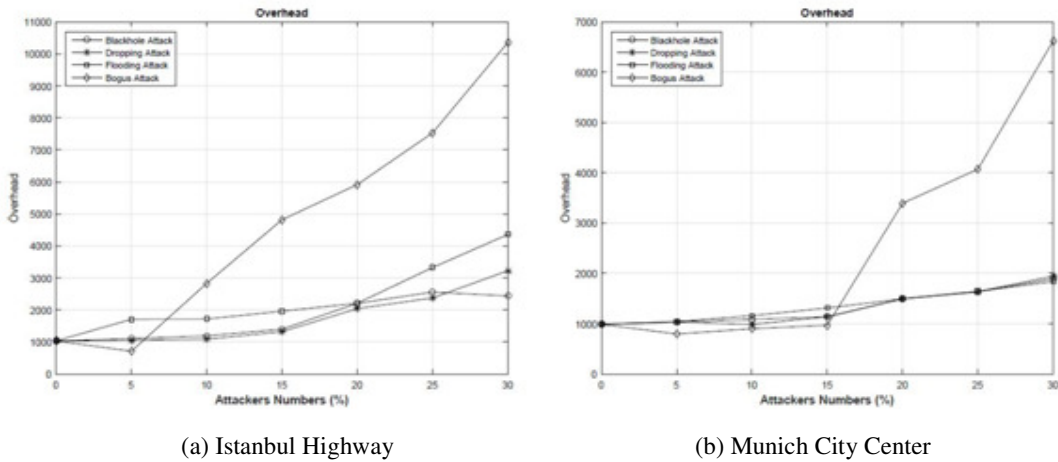 Overhead
11000
10000
9000
8000
7000
6000
5000
4000
3000
2000
1000
0
Overhead
Blackhole Attack
Dropping Attack
Flooding Attack
Bogus Attack
0 5 10 15 20 25 30
Attackers Numbers (%)
(a) Istanbul Highway
Overhead
7000
6000
5000
4000
3000
2000
1000
0
Overhead
Blackhole Attack
Dropping Attack
Flooding Attack
Bogus Attack
0 5 10 15 20 25 30
Attackers Numbers (%)
(b) Munich City Center